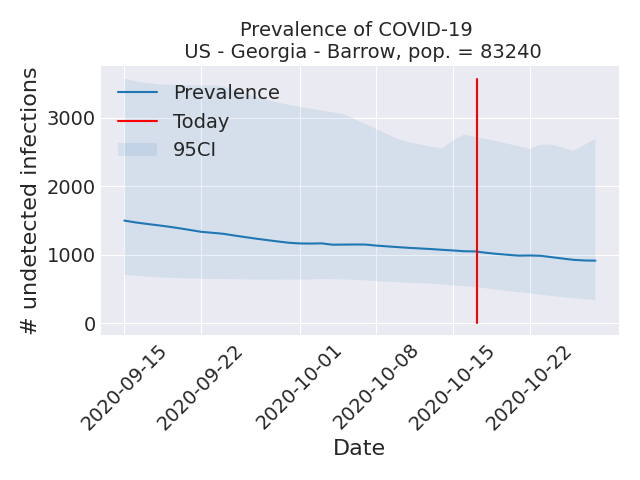 Prevalence of COVID-19
US - Georgia - Barrow, pop. = 83240
# undetected infections
3000
2000
1000
0
Prevalence
Today
95CI
2020-09-15
2020-09-22
2020-10-01
2020-10-08
2020-10-15
2020-10-22
Date